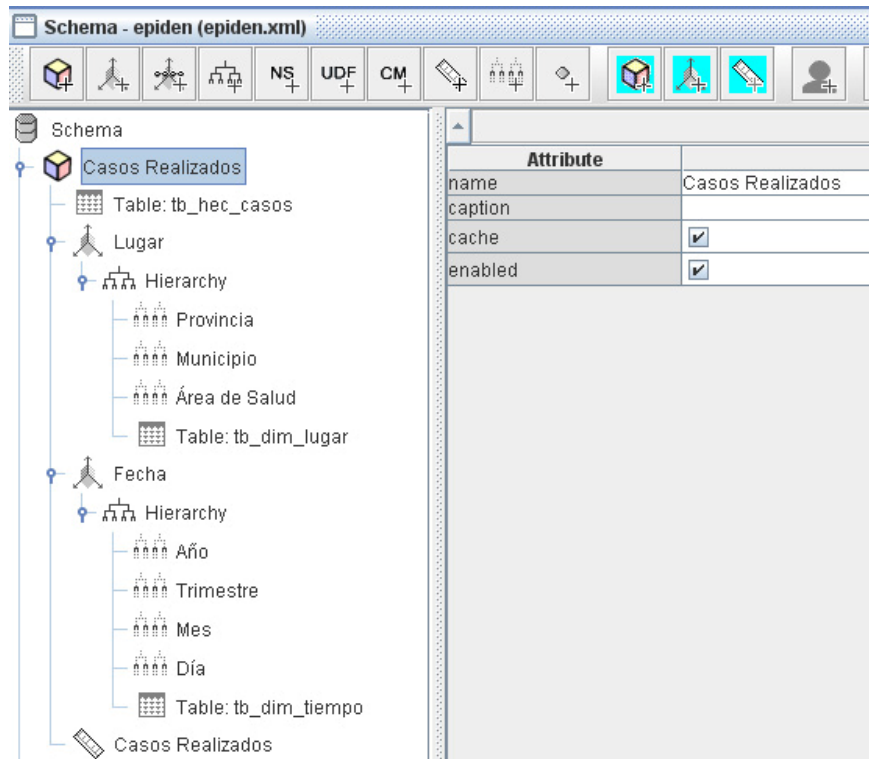 Schema - epiden (epiden.xml)
NS UDF CM
Schema
Casos Realizados
Table: tb_hec_casos
Lugar
Hierarchy
Provincia
Municipio
Área de Salud
Table: tb_dim_lugar
Fecha
Hierarchy
Año
Trimestre
Mes
Día
Table: tb_dim_tiempo
Casos Realizados
Attribute
name Casos Realizados
caption
cache
enabled